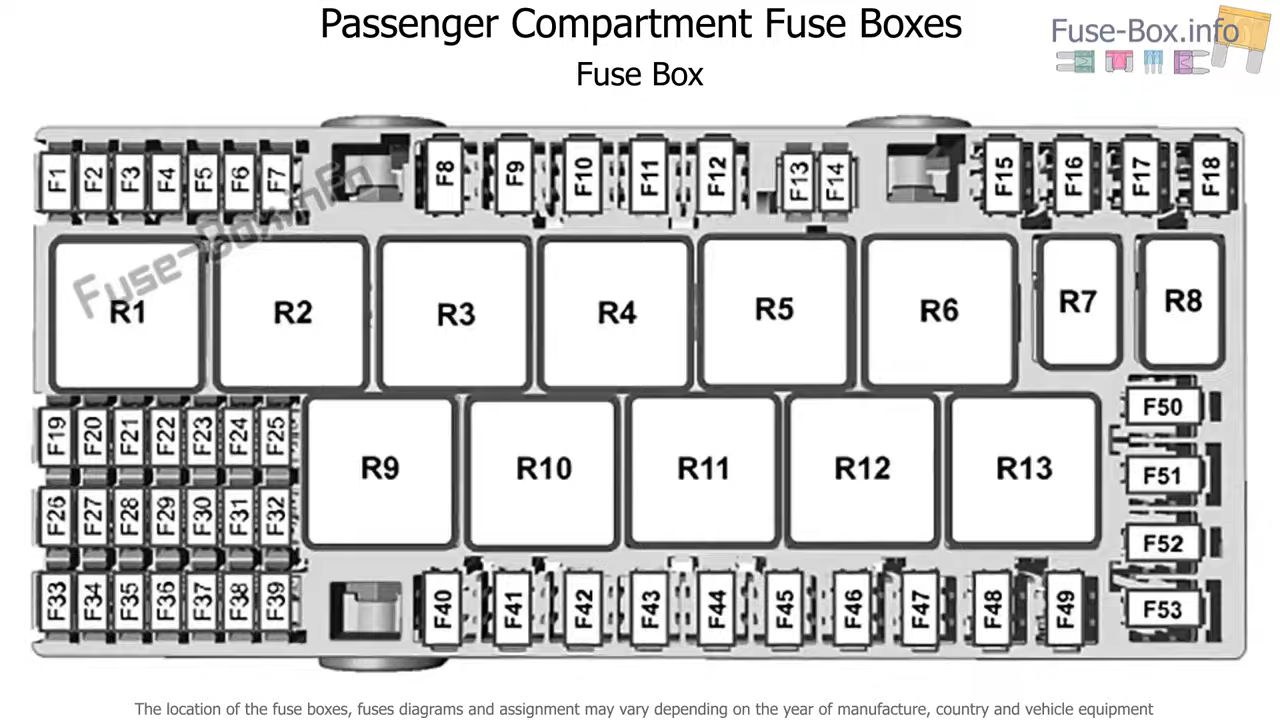 Passenger Compartment Fuse Boxes
Fuse-Box.info
Fuse Box
F1 F2 F3 F4 F5 F6 F7 F8 F9 F10 F11 F12 F13 F14 F15 F16 F17 F18
Fuse-Box.info
R1 R2 R3 R4 R5 R6 R7 R8
F19 F20 F21 F22 F23 F24 F25 F50
R9 R10 R11 R12 R13 F51
F26 F27 F28 F29 F30 F31 F32 F52
F33 F34 F35 F36 F37 F38 F39 F40 F41 F42 F43 F44 F45 F46 F47 F48 F49 F53
The location of the fuse boxes, fuses diagrams and assignment may vary depending on the year of manufacture, country and vehicle equipment